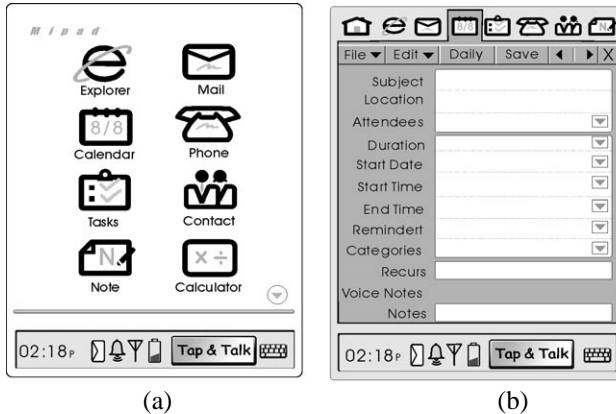 Mipad
Explorer Mail
8/8
Calendar Phone
Tasks Contact
N
Note Calculator
02:18P Tap & Talk
(a)
8/8
File Edit Daily Save X
Subject
Location
Attendees
Duration
Start Date
Start Time
End Time
Remindert
Categories
Recurs
Voice Notes
Notes
02:18P Tap & Talk
(b)